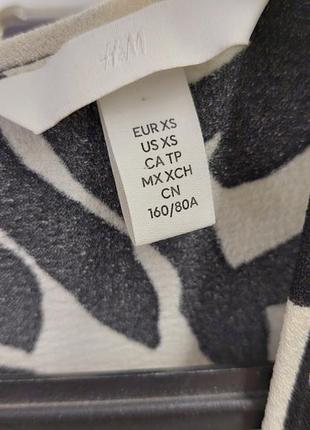 H&M
EUR XS
US XS
CA TP
MX XCH
CN
160/80A